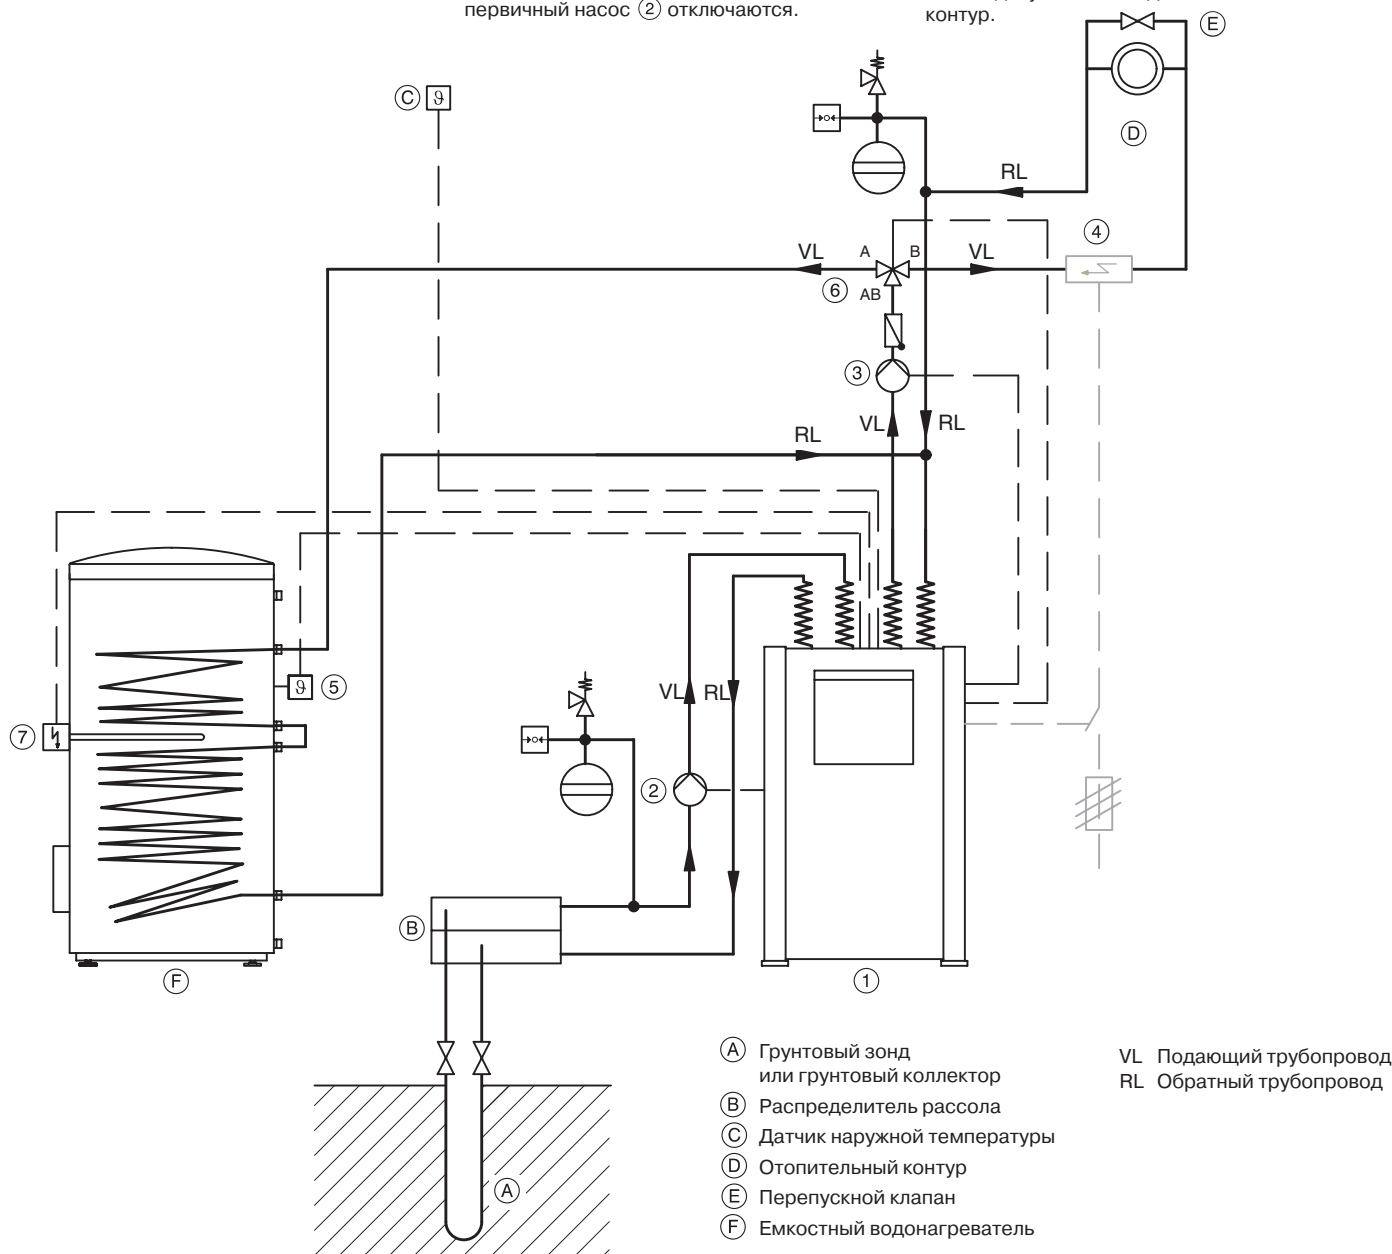 первичный насос ② отключаются.
контур.
Ⓔ
Ⓒ ϑ
Ⓓ
RL
④
VL A B VL
⑥ AB
③
VL RL
RL
ϑ ⑤
VL RL
⑦
②
Ⓑ
Ⓕ
①
Ⓐ Грунтовый зонд
или грунтовый коллектор
Ⓑ Распределитель рассола
Ⓒ Датчик наружной температуры
Ⓓ Отопительный контур
Ⓔ Перепускной клапан
Ⓕ Емкостный водонагреватель
VL Подающий трубопровод
RL Обратный трубопровод
Ⓐ